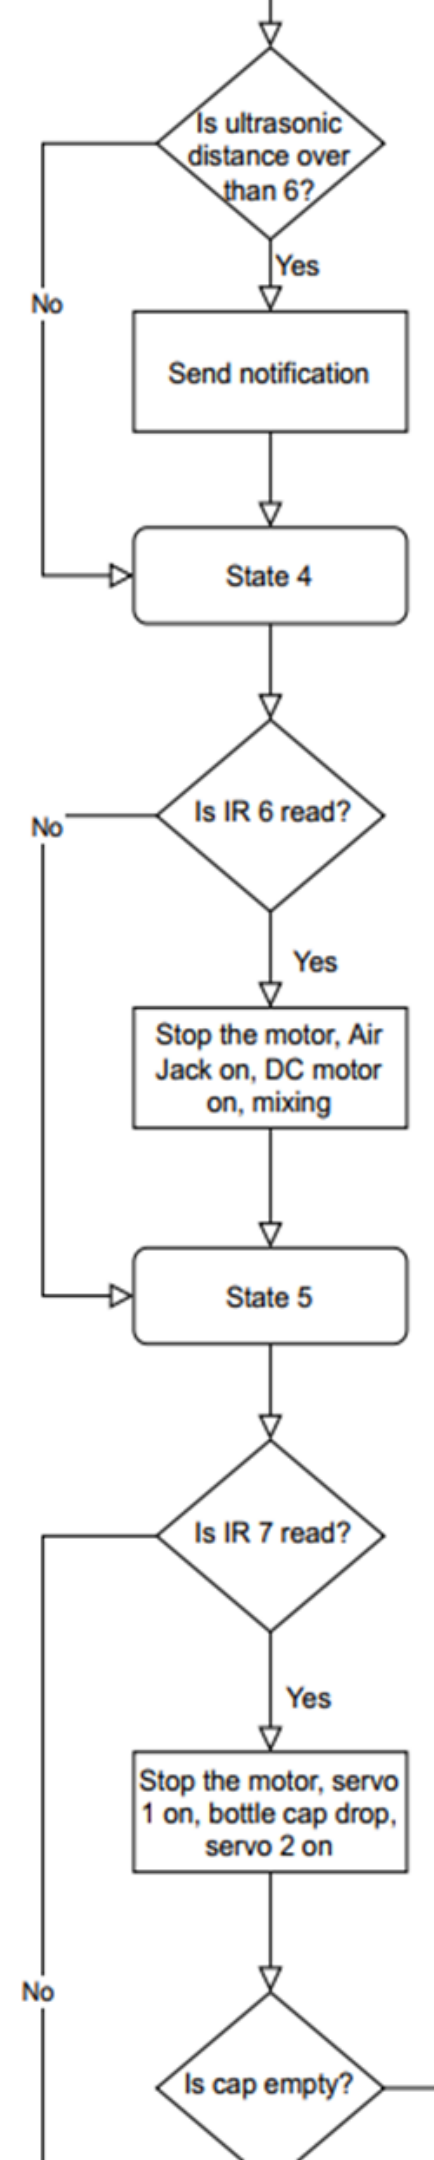 Is ultrasonic
distance over
than 6?
Yes
No
Send notification
State 4
Is IR 6 read?
No
Yes
Stop the motor, Air
Jack on, DC motor
on, mixing
State 5
Is IR 7 read?
Yes
Stop the motor, servo
1 on, bottle cap drop,
servo 2 on
No
Is cap empty?